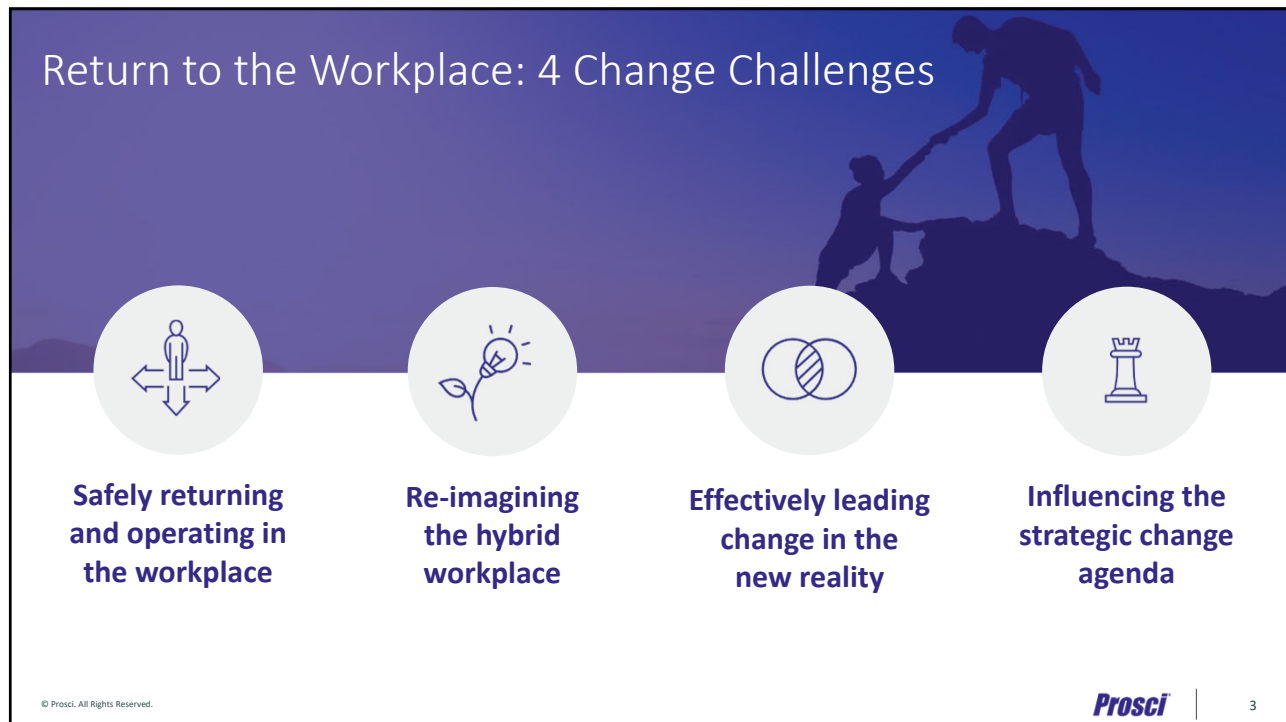 Return to the Workplace: 4 Change Challenges
Safely returning
and operating in
the workplace
Re-imagining
the hybrid
workplace
Effectively leading
change in the
new reality
Influencing the
strategic change
agenda
© Prosci. All Rights Reserved.
Prosci
3